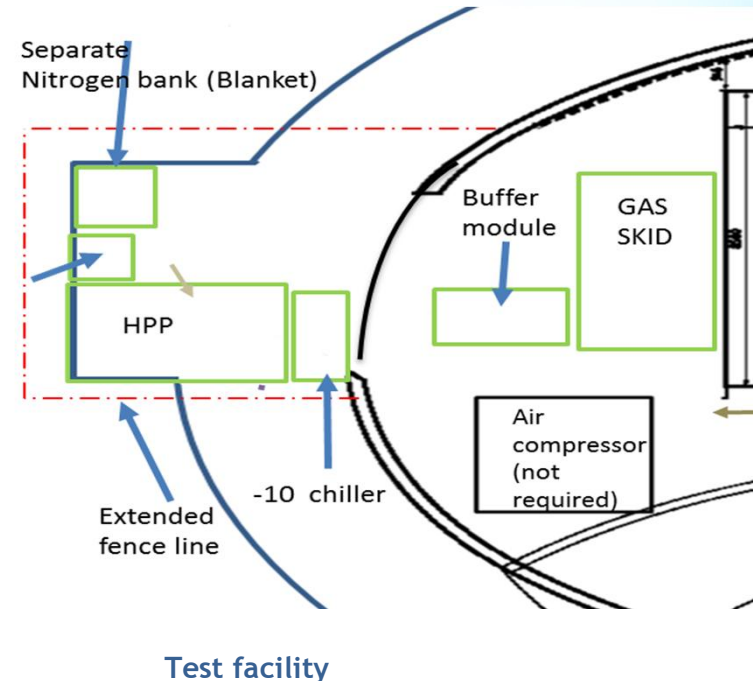 Separate
Nitrogen bank (Blanket)
Buffer
module
GAS
SKID
HPP
Air
compressor
(not
required)
-10 chiller
Extended
fence line
Test facility